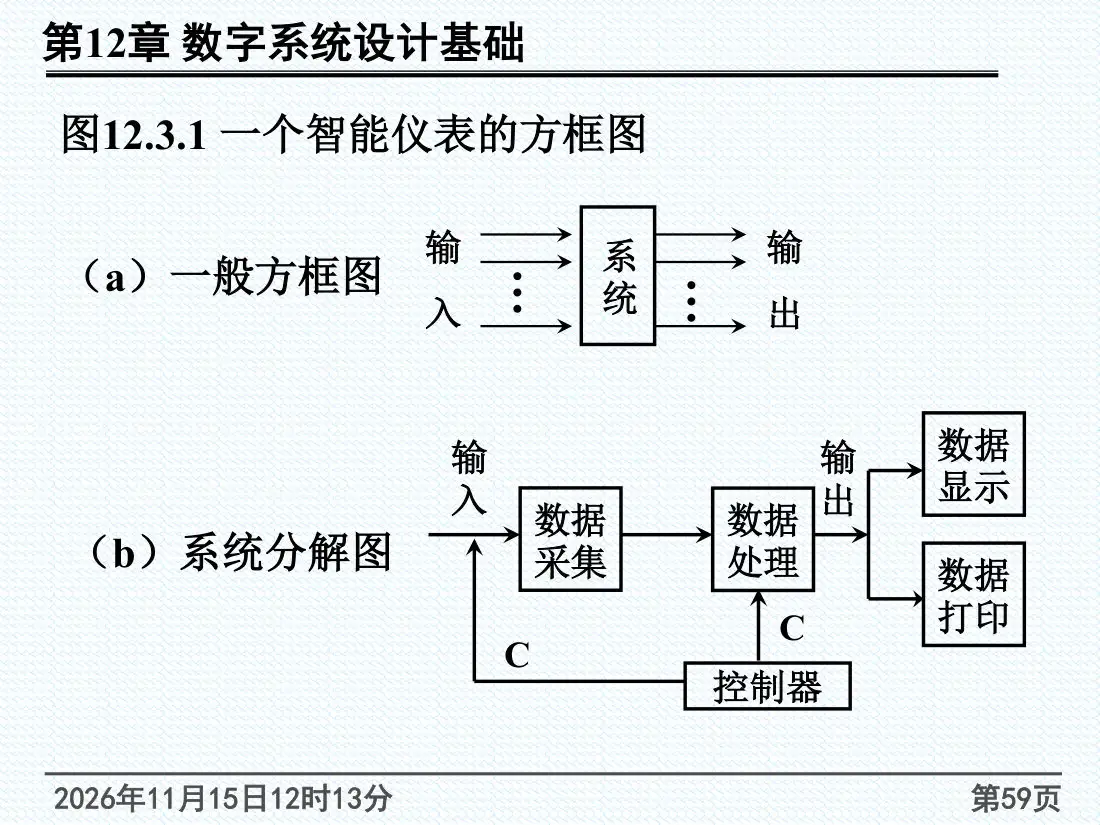 第12章 数字系统设计基础
图12.3.1 一个智能仪表的方框图
（a）一般方框图
输
入
系
统
输
出
（b）系统分解图
输
入
数据
采集
数据
处理
输
出
数据
显示
数据
打印
C
C
控制器
2026年11月15日12时13分
第59页